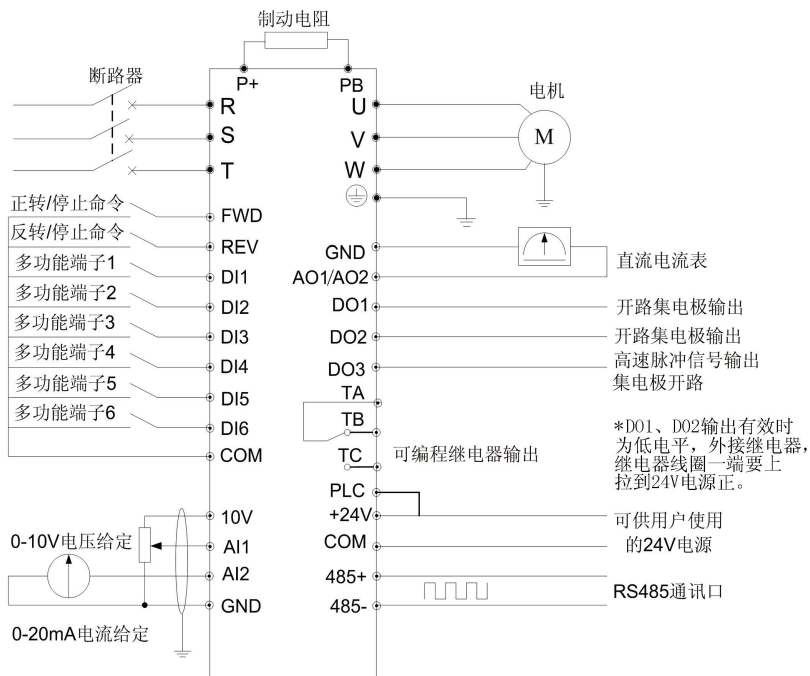 制动电阻
断路器
P+
PB
电机
R
U
S
V
M
T
W
正转/停止命令
FWD
反转/停止命令
REV
GND
多功能端子1
DI1
AO1/AO2
直流电流表
多功能端子2
DI2
DO1
开路集电极输出
多功能端子3
DI3
DO2
开路集电极输出
多功能端子4
DI4
DO3
高速脉冲信号输出
集电极开路
多功能端子5
DI5
TA
多功能端子6
DI6
TB
COM
TC
可编程继电器输出
*DO1、DO2输出有效时
为低电平，外接继电器，
继电器线圈一端要上
拉到24V电源正。
PLC
10V
+24V
可供用户使用
的24V电源
0-10V电压给定
AI1
COM
AI2
485+
RS485通讯口
GND
485-
0-20mA电流给定